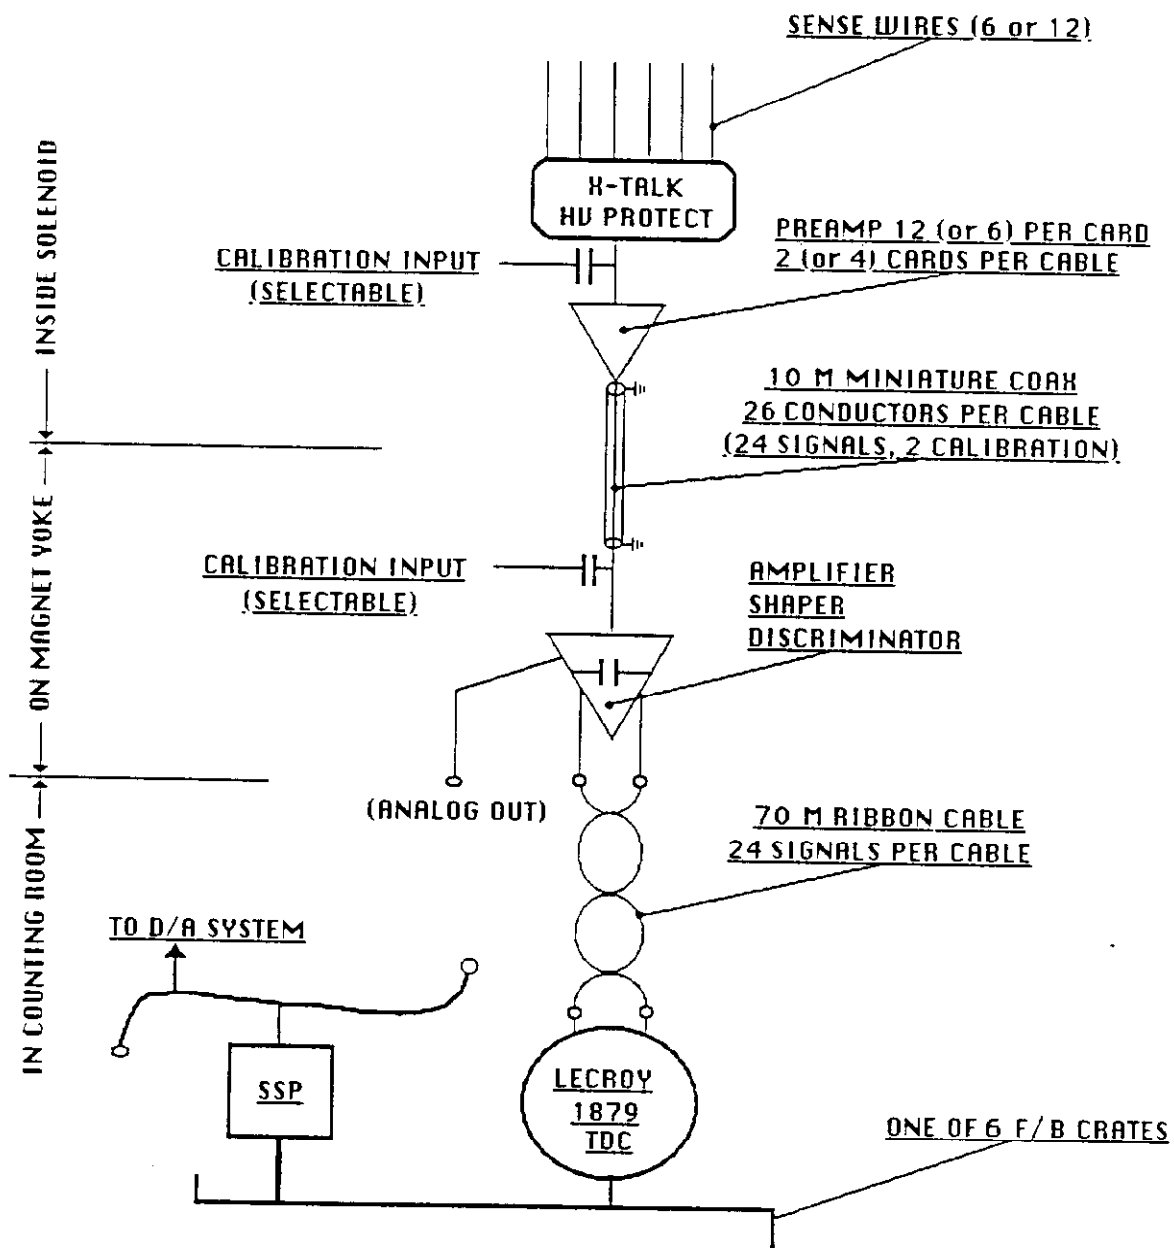 SENSE WIRES (6 or 12)
X-TALK
HV PROTECT
PREAMP 12 (or 6) PER CARD
2 (or 4) CARDS PER CABLE
CALIBRATION INPUT
(SELECTABLE)
INSIDE SOLENOID
10 M MINIATURE COAX
26 CONDUCTORS PER CABLE
(24 SIGNALS, 2 CALIBRATION)
ON MAGNET YOKE
CALIBRATION INPUT
(SELECTABLE)
AMPLIFIER
SHAPER
DISCRIMINATOR
(ANALOG OUT)
70 M RIBBON CABLE
24 SIGNALS PER CABLE
IN COUNTING ROOM
TO D/A SYSTEM
SSP
LECROY
1879
TDC
ONE OF 6 F/B CRATES